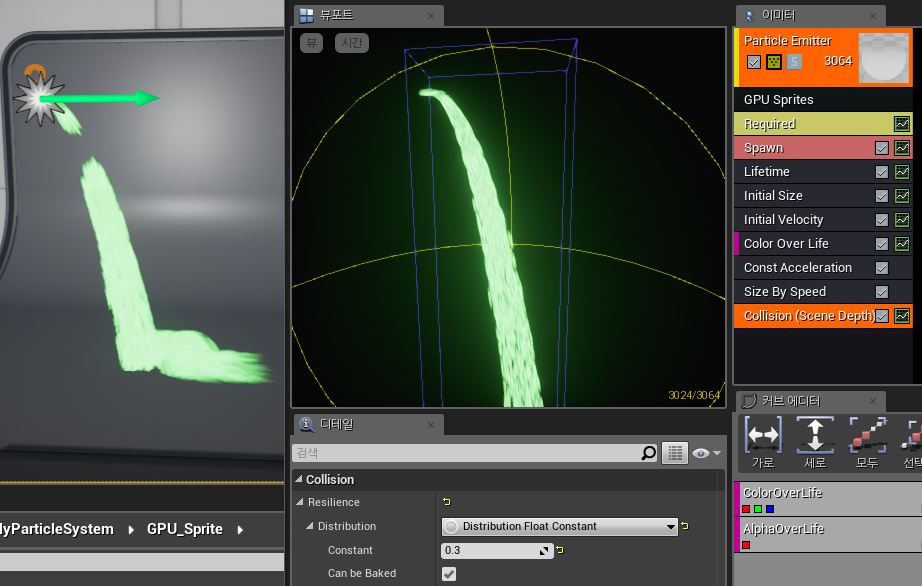 뷰포트
뷰
시간
3024/3064
디테일
검색
Collision
Resilience
Distribution
Distribution Float Constant
Constant
0.3
Can be Baked
lyParticleSystem
GPU_Sprite
이미터
Particle Emitter
S
3064
GPU Sprites
Required
Spawn
Lifetime
Initial Size
Initial Velocity
Color Over Life
Const Acceleration
Size By Speed
Collision (Scene Depth)
커브 에디터
가로
세로
모두
선택
ColorOverLife
AlphaOverLife